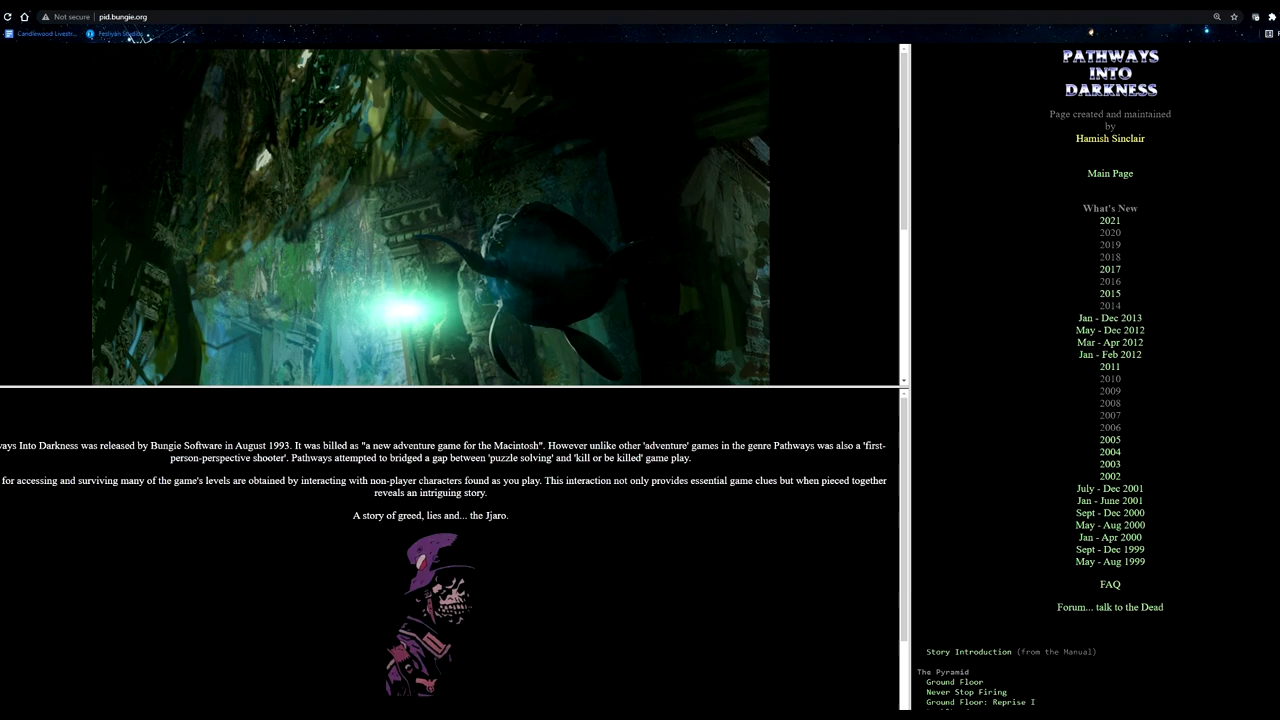 Not secure
pid.bungie.org
Candlewood Livestr...
Fesliyan Studios
PATHWAYS
INTO
DARKNESS
Page created and maintained
by
Hamish Sinclair
Main Page
What's New
2021
2020
2019
2018
2017
2016
2015
2014
Jan - Dec 2013
May - Dec 2012
Mar - Apr 2012
Jan - Feb 2012
2011
2010
2009
2008
2007
2006
2005
2004
2003
2002
July - Dec 2001
Jan - June 2001
Sept - Dec 2000
May - Aug 2000
Jan - Apr 2000
Sept - Dec 1999
May - Aug 1999
FAQ
Forum... talk to the Dead
Story Introduction (from the Manual)
The Pyramid
Ground Floor
Never Stop Firing
Ground Floor: Reprise I
ways Into Darkness was released by Bungie Software in August 1993. It was billed as "a new adventure game for the Macintosh". However unlike other 'adventure' games in the genre Pathways was also a 'first-
person-perspective shooter'. Pathways attempted to bridged a gap between 'puzzle solving' and 'kill or be killed' game play.
for accessing and surviving many of the game's levels are obtained by interacting with non-player characters found as you play. This interaction not only provides essential game clues but when pieced together
reveals an intriguing story.
A story of greed, lies and... the Jjaro.